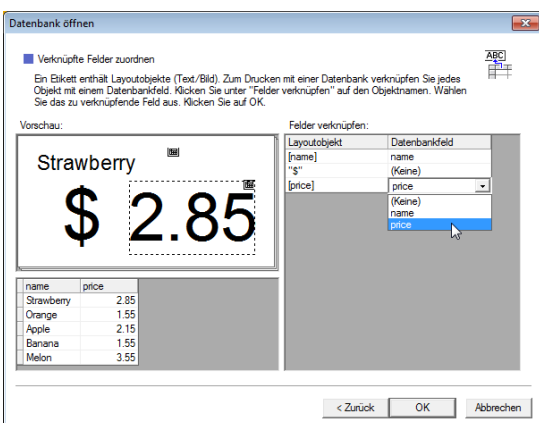 Datenbank öffnen
Verknüpfte Felder zuordnen
ABC
Ein Etikett enthält Layoutobjekte (Text/Bild). Zum Drucken mit einer Datenbank verknüpfen Sie jedes
Objekt mit einem Datenbankfeld. Klicken Sie unter "Felder verknüpfen" auf den Objektnamen. Wählen
Sie das zu verknüpfende Feld aus. Klicken Sie auf OK.
Vorschau:
Strawberry
$ 2.85
name price
Strawberry 2.85
Orange 1.55
Apple 2.15
Banana 1.55
Melon 3.55
Felder verknüpfen:
Layoutobjekt Datenbankfeld
[name] name
"$" (Keine)
[price] price
(Keine)
name
price
< Zurück OK Abbrechen